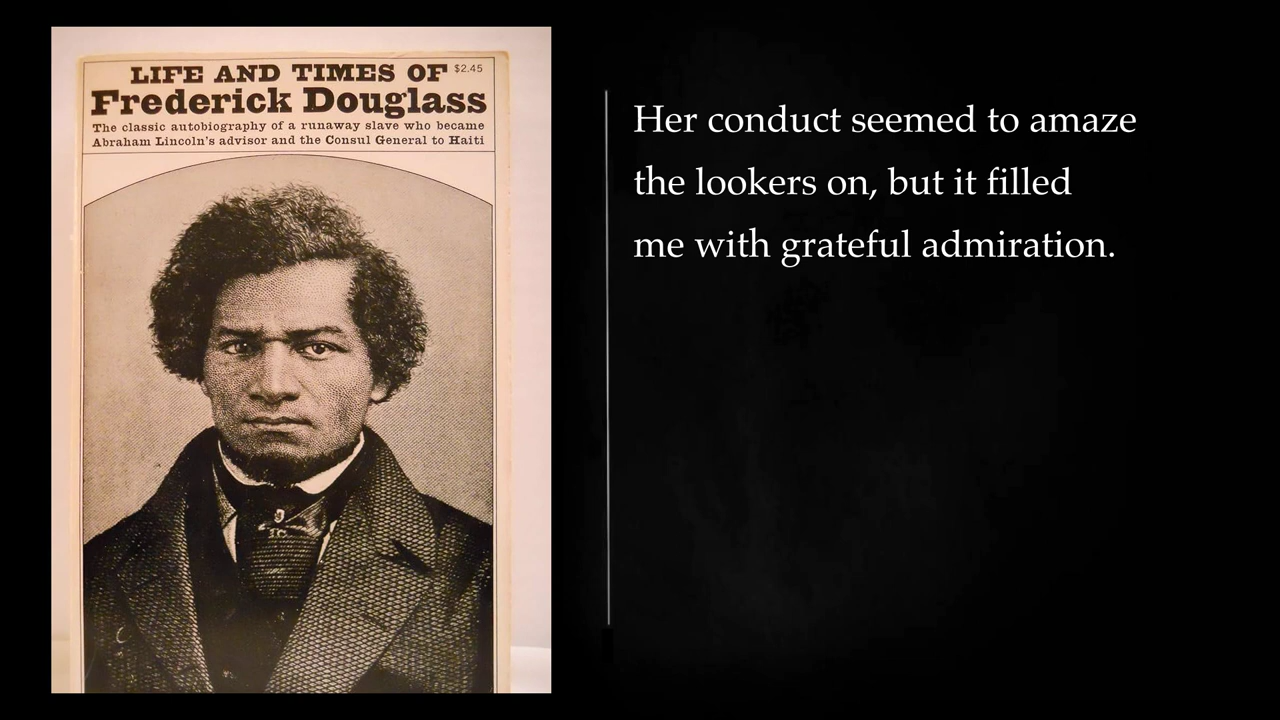 LIFE AND TIMES OF $2.45
Frederick Douglass
The classic autobiography of a runaway slave who became
Abraham Lincoln's advisor and the Consul General to Haiti
Her conduct seemed to amaze
the lookers on, but it filled
me with grateful admiration.